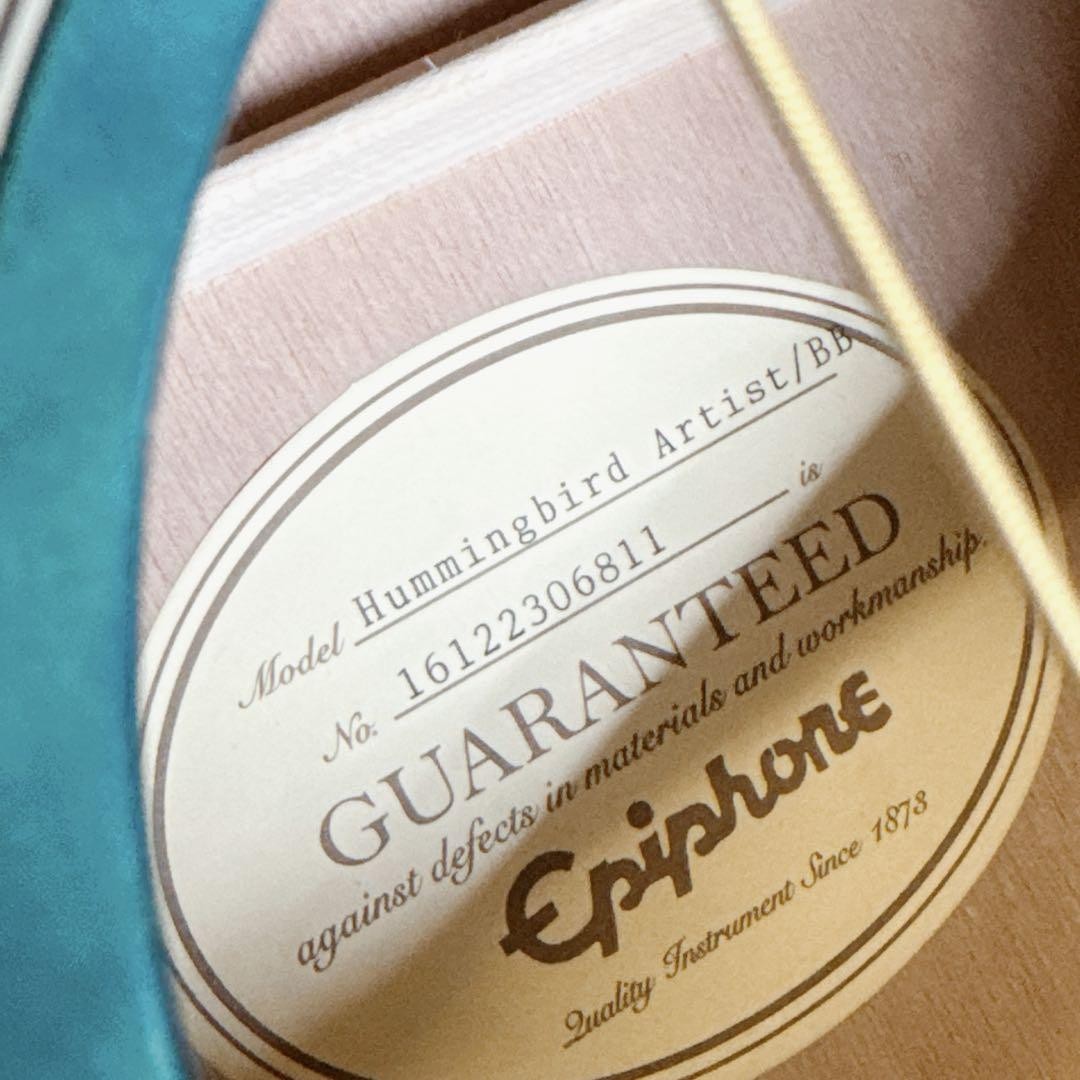 Model Hummingbird Artist/BB
No. 16122306811 is
GUARANTEED
against defects in materials and workmanship.
Epiphone
Quality Instrument Since 1873